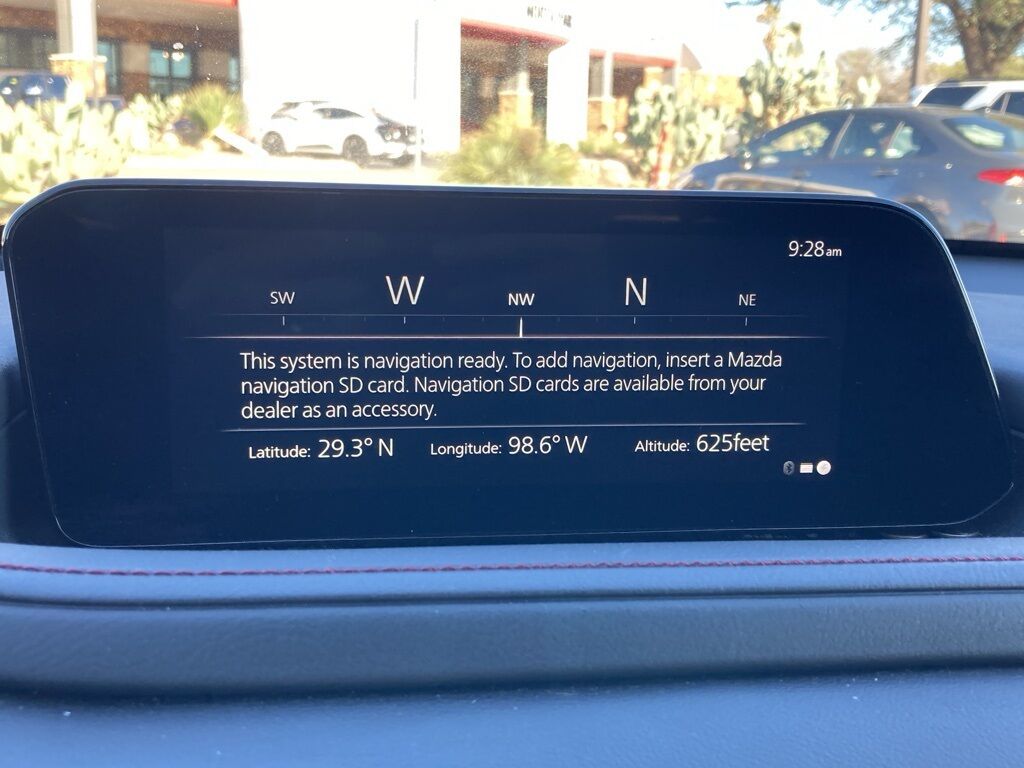 9:28am
SW W NW N NE
This system is navigation ready. To add navigation, insert a Mazda
navigation SD card. Navigation SD cards are available from your
dealer as an accessory.
Latitude: 29.3° N Longitude: 98.6° W Altitude: 625feet